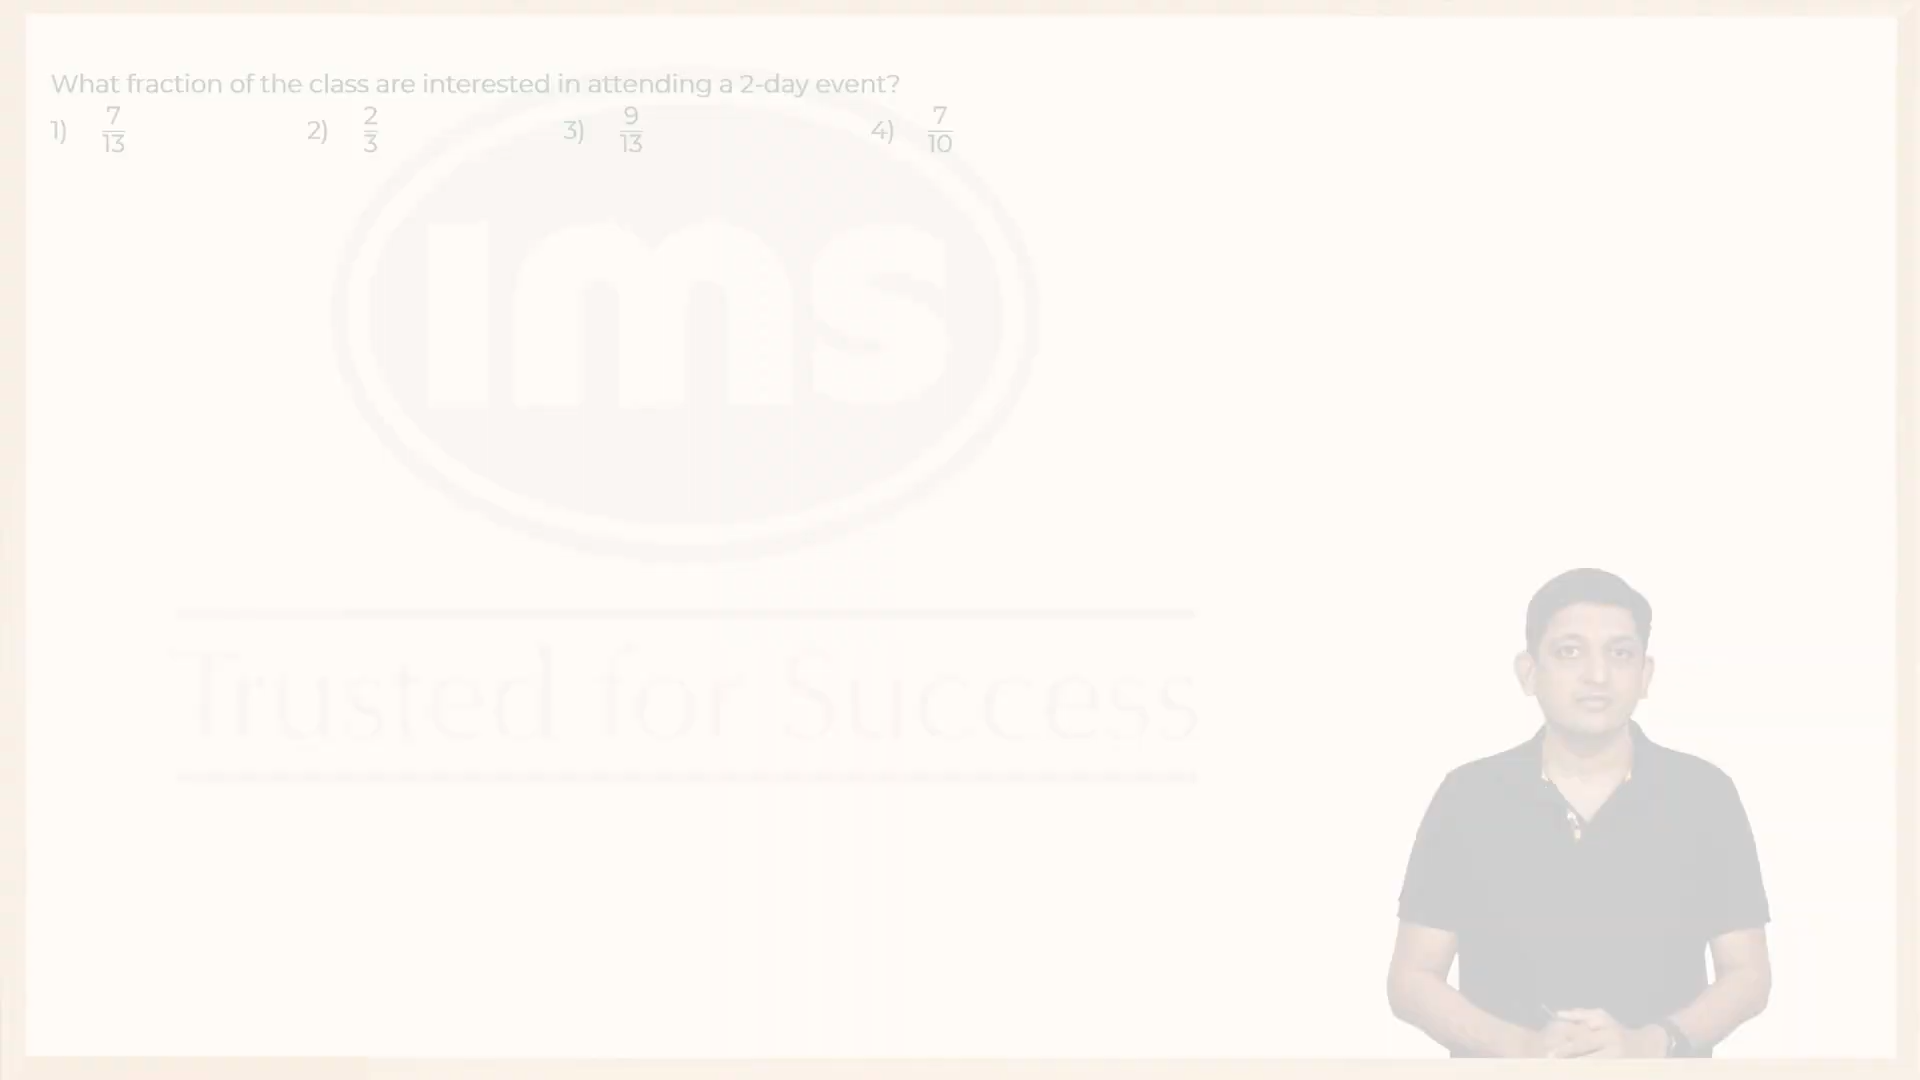 What fraction of the class are interested in attending a 2-day event?
1) 7/13 2) 2/3 3) 9/13 4) 7/10
ims
Trusted for Success